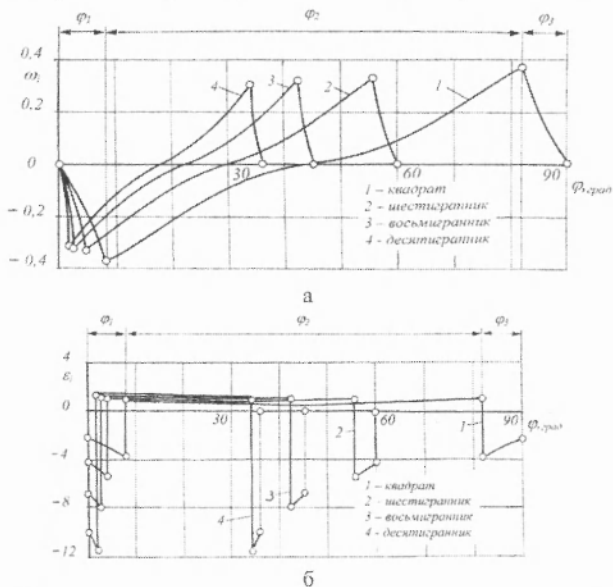 φ₁ φ₂ φ₃
0,4
ωᵢ
0.2
0
− 0,2
− 0,4
4 3 2 1
30 60 90
φ, град
1 – квадрат
2 - шестигранник
3 - восьмигранник
4 - десятигранник
а
φ₁ φ₂ φ₃
4
εᵢ
0
−4
−8
−12
30 60 90
φ, град
1
2
3
4
1 – квадрат
2 - шестигранник
3 - восьмигранник
4 - десятигранник
б